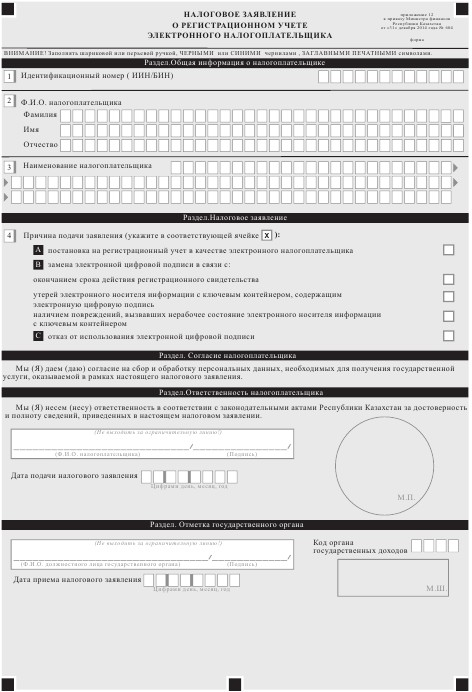 НАЛОГОВОЕ ЗАЯВЛЕНИЕ
О РЕГИСТРАЦИОННОМ УЧЕТЕ
ЭЛЕКТРОННОГО НАЛОГОПЛАТЕЛЬЩИКА
приложение 12
к приказу Министра финансов
Республики Казахстан
форма
ВНИМАНИЕ! Заполнять шариковой или перьевой ручкой, ЧЕРНЫМИ или СИНИМИ чернилами , ЗАГЛАВНЫМИ ПЕЧАТНЫМИ символами.
Раздел.Общая информация о налогоплательщике
1 Идентификационный номер ( ИИН/БИН)
2 Ф.И.О. налогоплательщика
Фамилия
Имя
Отчество
3 Наименование налогоплательщика
Раздел.Налоговое заявление
4 Причина подачи заявления (укажите в соответствующей ячейке X ):
A постановка на регистрационный учет в качестве электронного налогоплательщика
B замена электронной цифровой подписи в связи с:
окончанием срока действия регистрационного свидетельства
утерей электронного носителя информации с ключевым контейнером, содержащим
электронную цифровую подпись
наличием повреждений, вызвавших нерабочее состояние электронного носителя информации
с ключевым контейнером
C отказ от использования электронной цифровой подписи
Раздел. Согласие налогоплательщика
Мы (Я) даем (даю) согласие на сбор и обработку персональных данных, необходимых для получения государственной
услуги, оказываемой в рамках настоящего налогового заявления.
Раздел.Ответственность налогоплательщика
Мы (Я) несем (несу) ответственность в соответствии с законодательными актами Республики Казахстан за достоверность
и полноту сведений, приведенных в настоящем налоговом заявлении.
(Не выходить за ограничительную линию!)
(Ф.И.О. налогоплательщика) (Подпись)
Дата подачи налогового заявления
Цифрами день, месяц, год
М.П.
Раздел. Отметка государственного органа
(Не выходить за ограничительную линию!)
(Ф.И.О. должностного лица государственного органа) (Подпись)
Код органа
государственных доходов
Дата приема налогового заявления
Цифрами день, месяц, год
М.Ш.